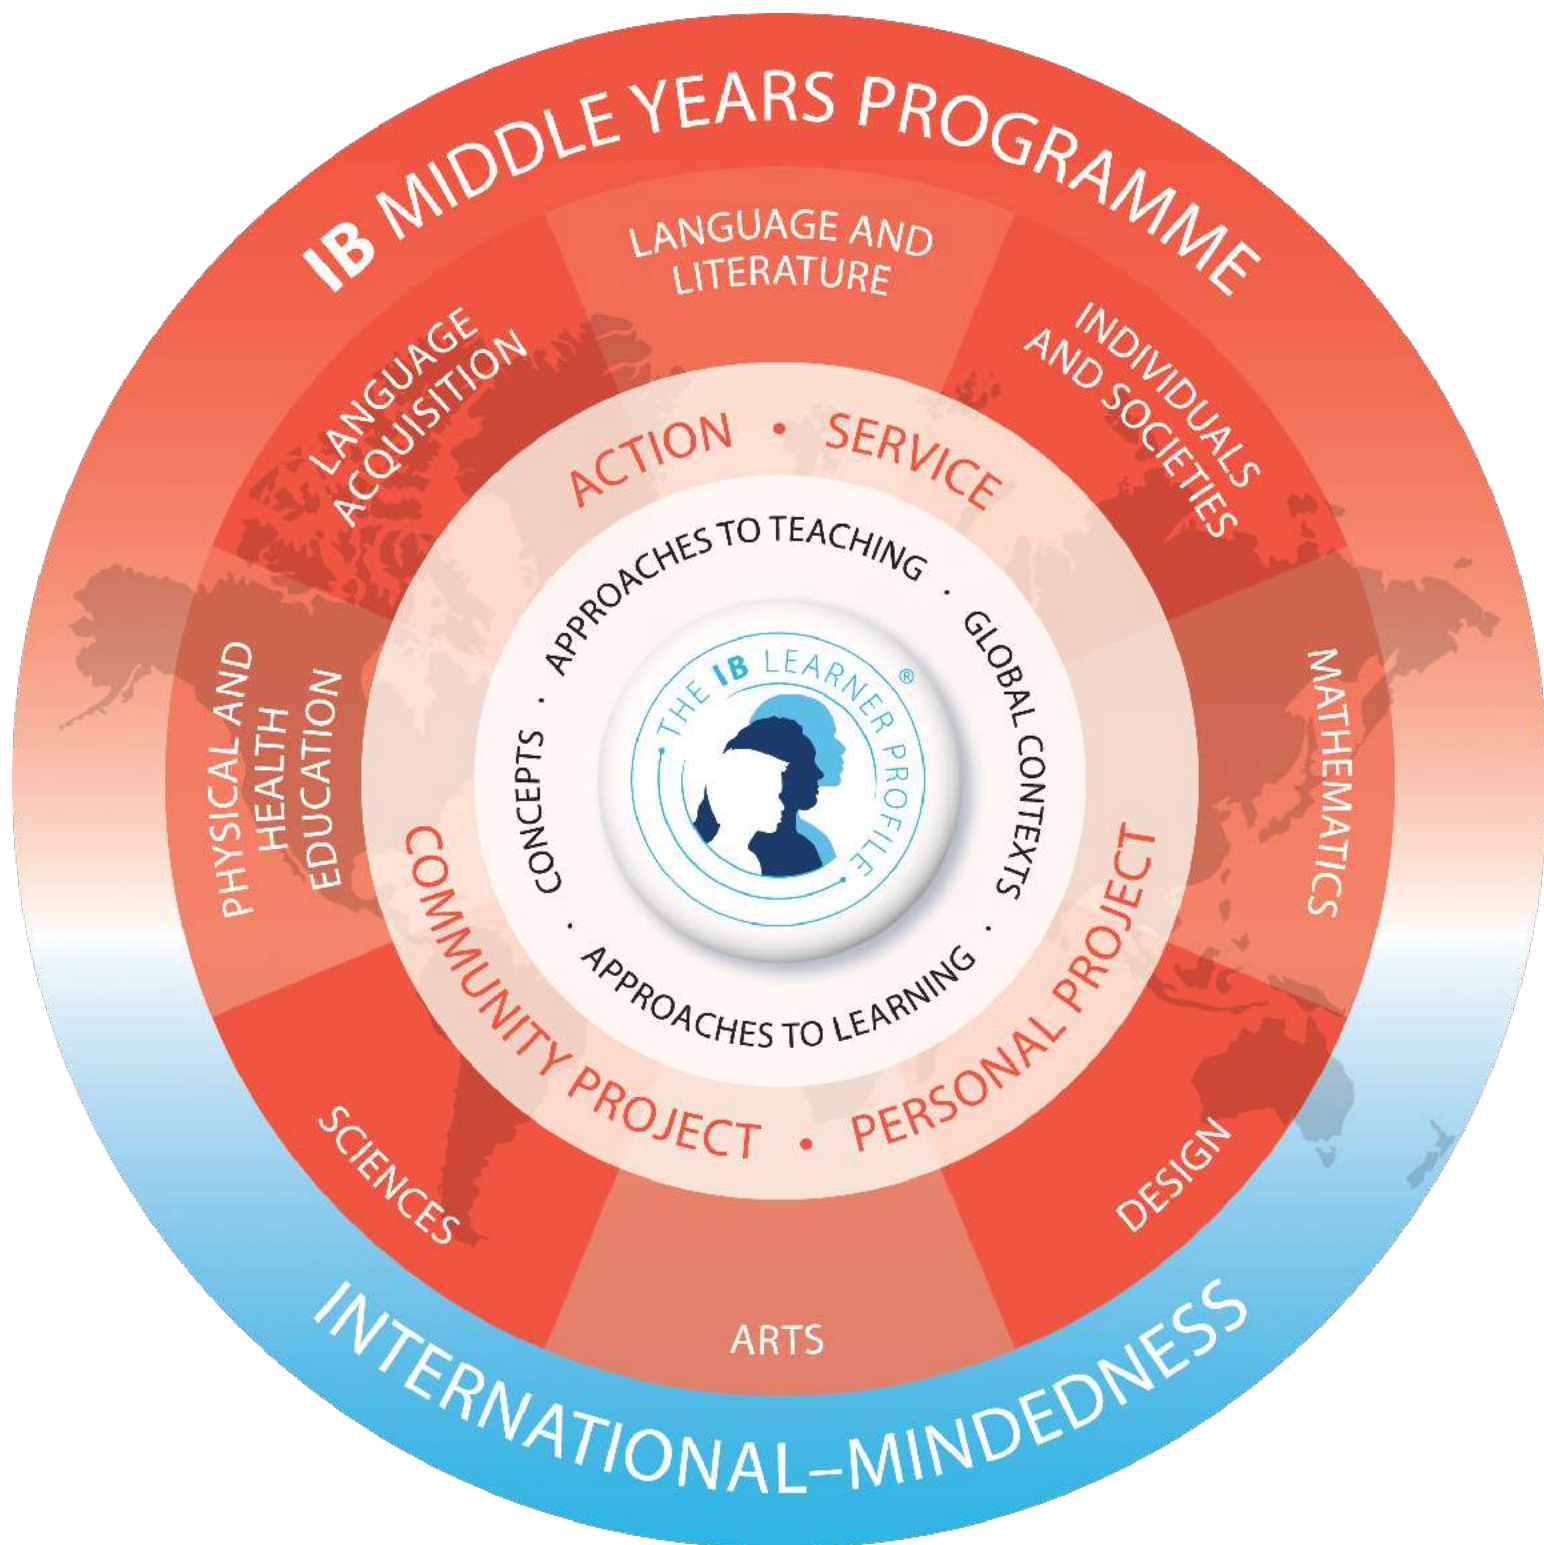 IB MIDDLE YEARS PROGRAMME
LANGUAGE AND
LITERATURE
INDIVIDUALS
AND SOCIETIES
MATHEMATICS
DESIGN
ARTS
SCIENCES
PHYSICAL AND
HEALTH
EDUCATION
LANGUAGE
ACQUISITION
ACTION • SERVICE
COMMUNITY PROJECT • PERSONAL PROJECT
APPROACHES TO TEACHING · GLOBAL CONTEXTS · APPROACHES TO LEARNING · CONCEPTS ·
THE IB LEARNER PROFILE ®
INTERNATIONAL–MINDEDNESS